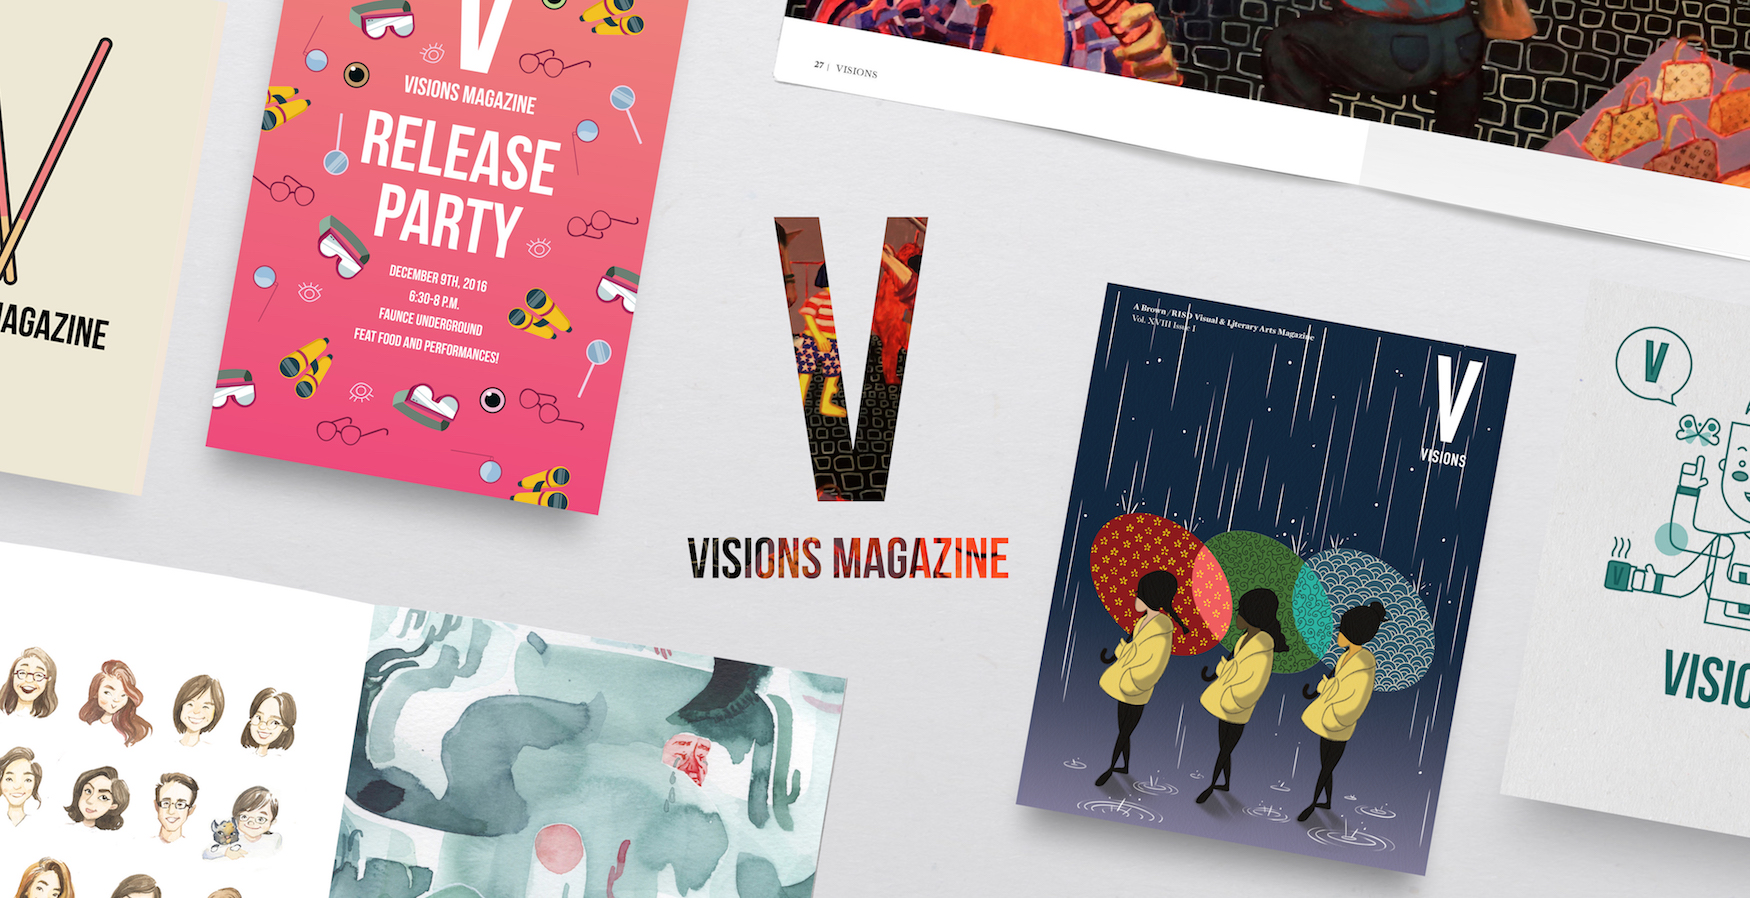 MAGAZINE
V
VISIONS MAGAZINE
RELEASE
PARTY
DECEMBER 9TH, 2016
6:30-8 P.M.
FAUNCE UNDERGROUND
FEAT FOOD AND PERFORMANCES!
27 | VISIONS
V
VISIONS MAGAZINE
A Brown/RISD Visual & Literary Arts Magazine
Vol. XVIII Issue 1
V
VISIONS
V
V
VISIO